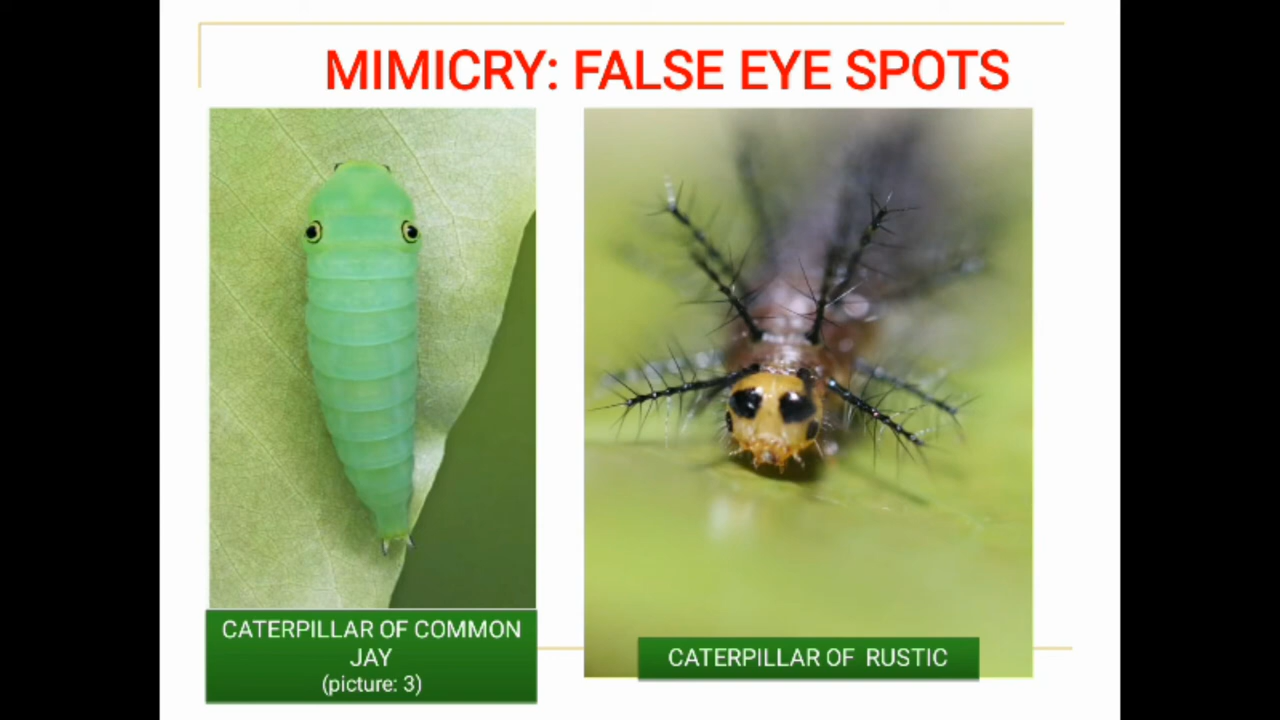 MIMICRY: FALSE EYE SPOTS
CATERPILLAR OF COMMON
JAY
(picture: 3)
CATERPILLAR OF RUSTIC